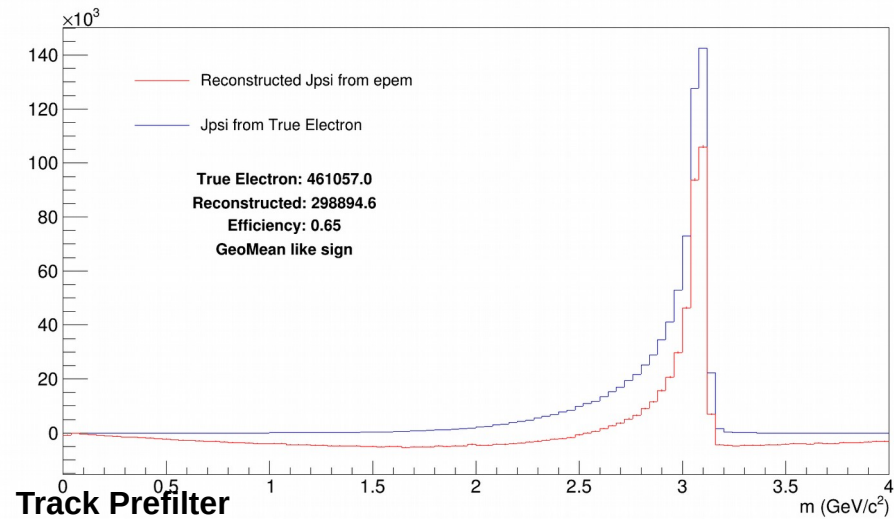 ×10³
140
120
100
80
60
40
20
0
Reconstructed Jpsi from epem
Jpsi from True Electron
True Electron: 461057.0
Reconstructed: 298894.6
Efficiency: 0.65
GeoMean like sign
0 0.5 1 1.5 2 2.5 3 3.5 4
m (GeV/c²)
Track Prefilter